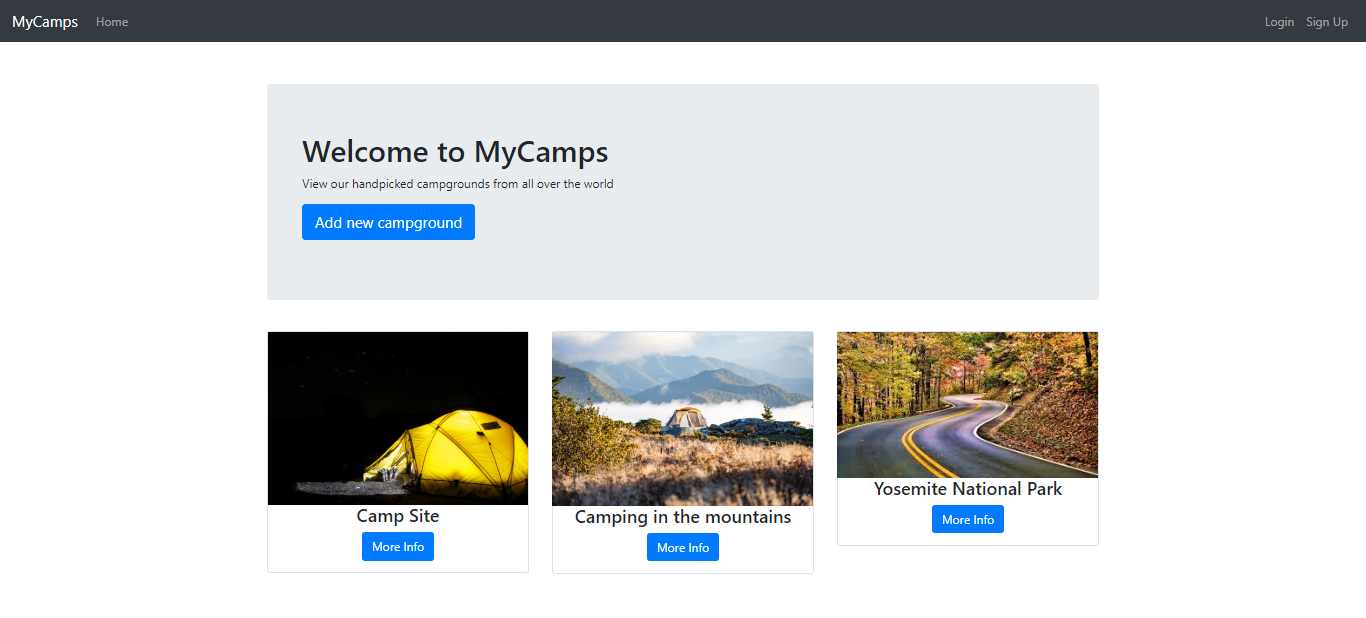 MyCamps Home Login Sign Up
Welcome to MyCamps
View our handpicked campgrounds from all over the world
Add new campground
Camp Site
More Info
Camping in the mountains
More Info
Yosemite National Park
More Info